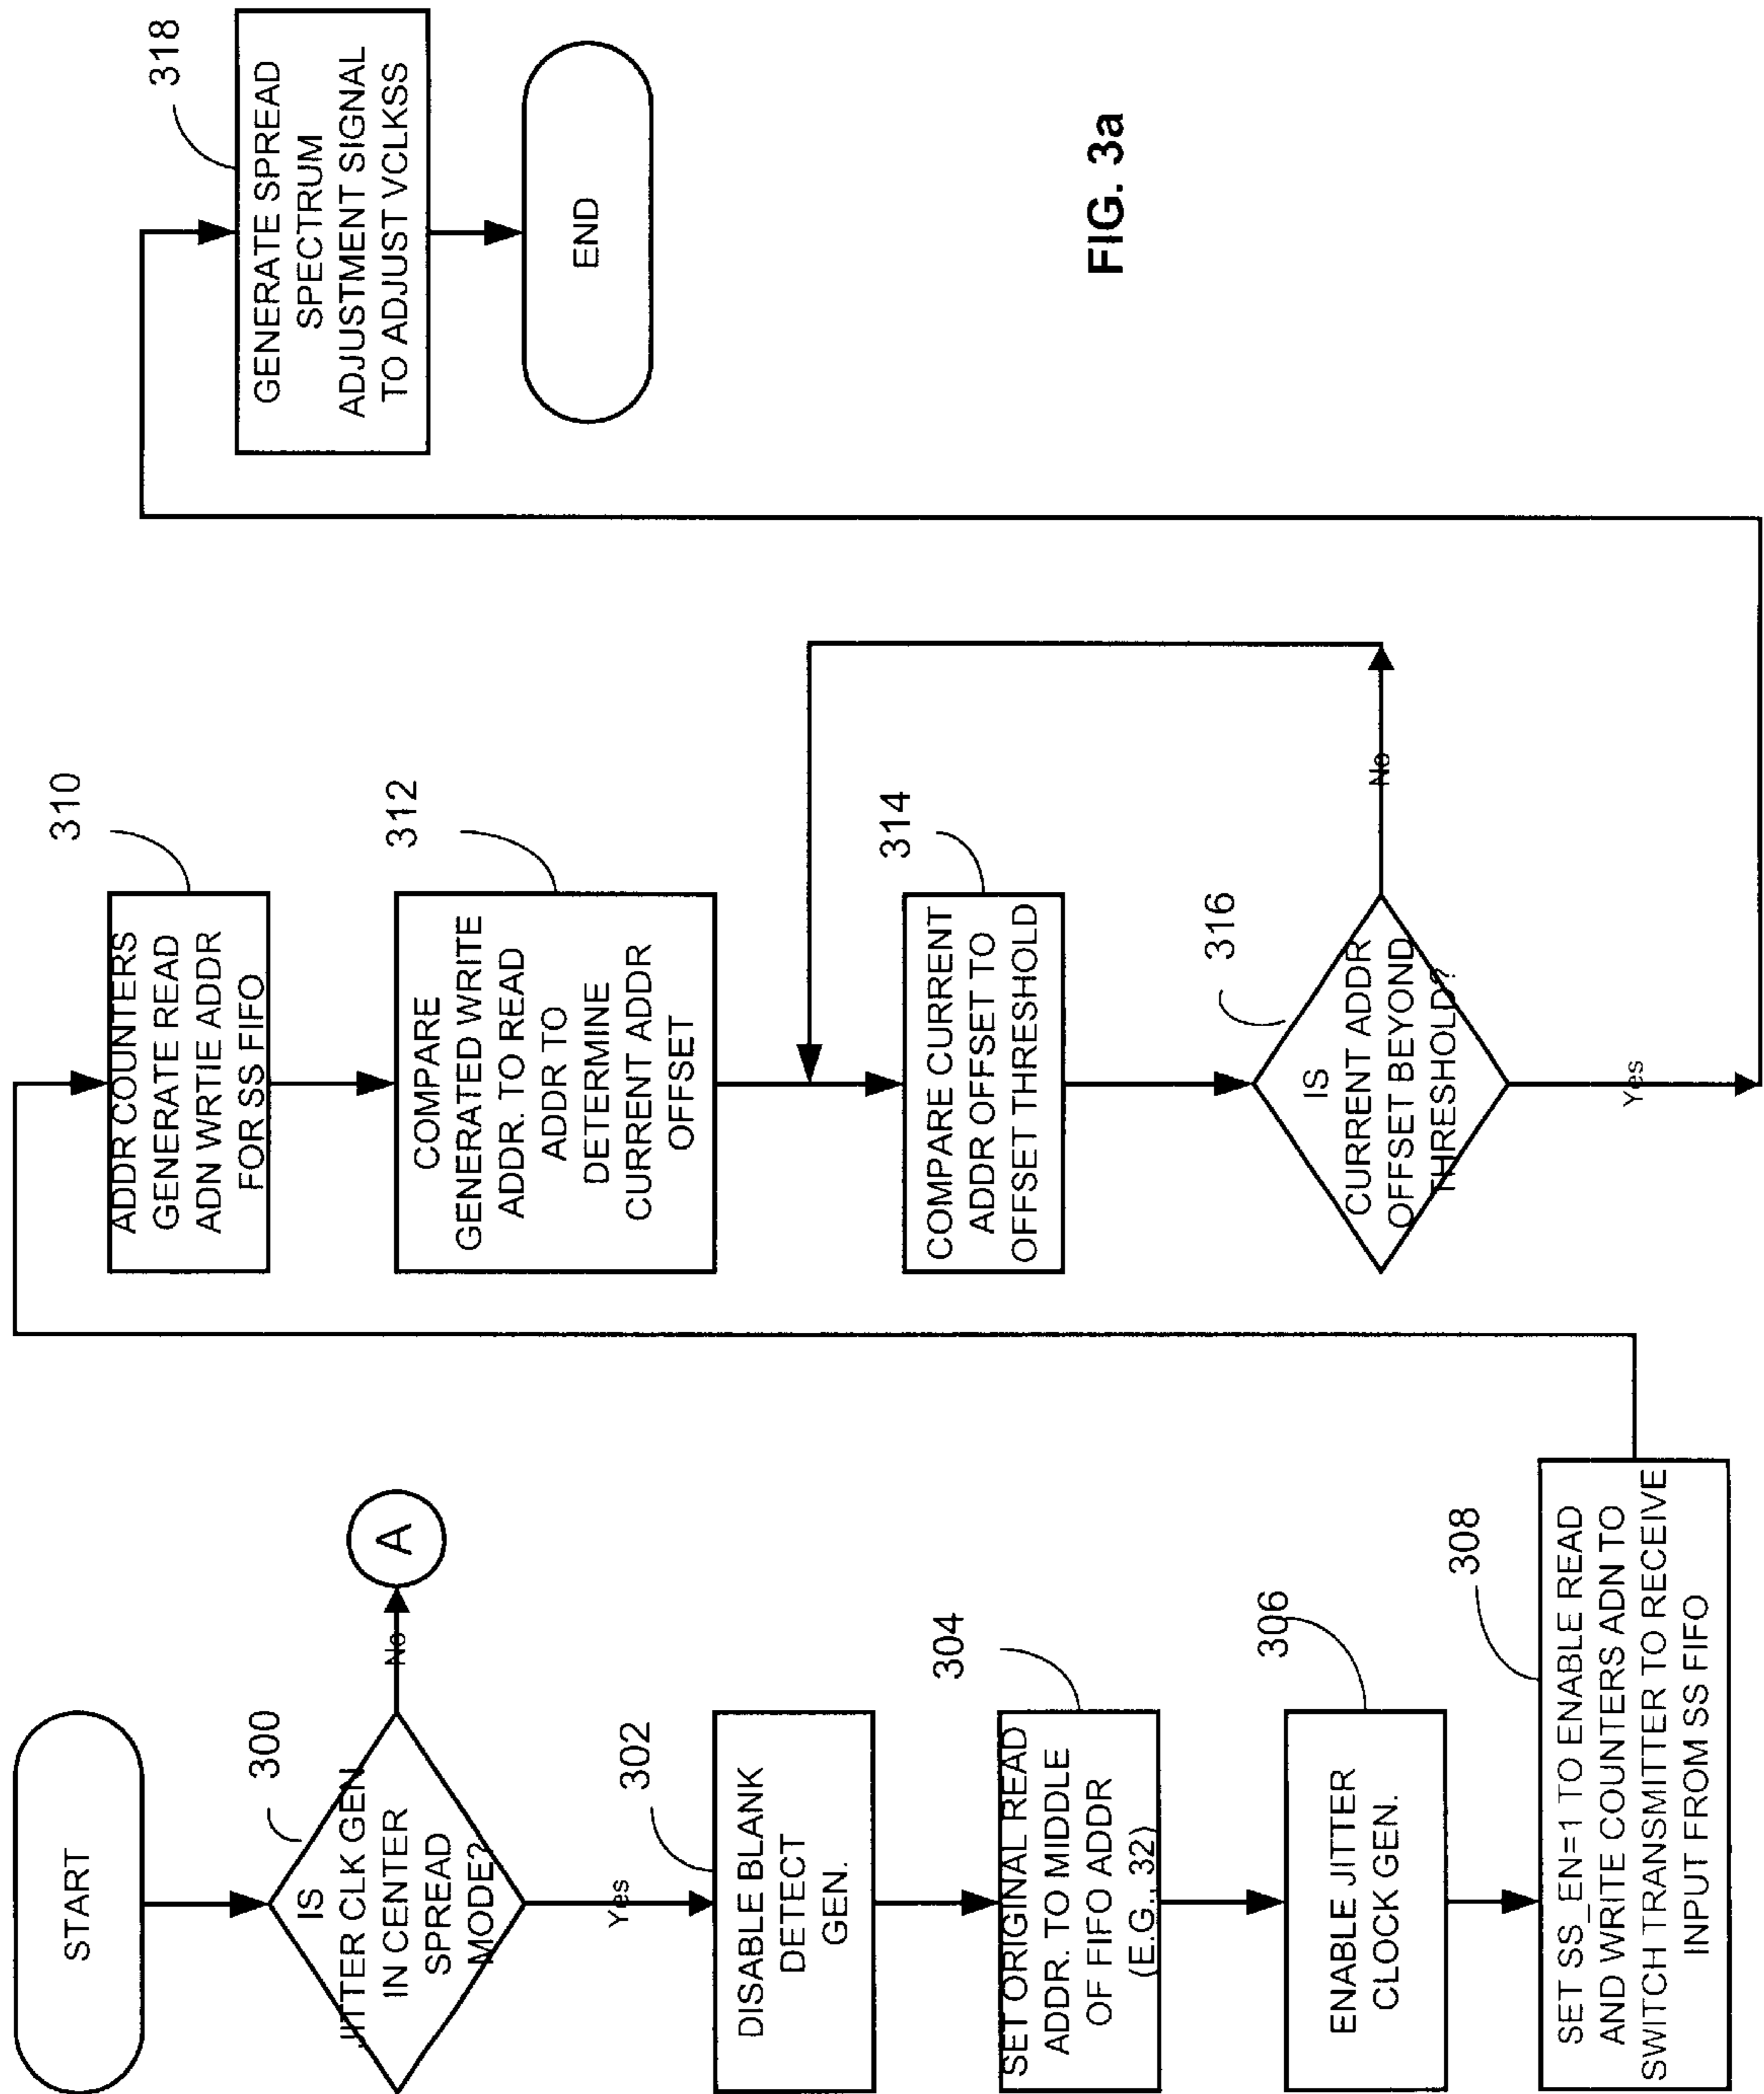 START
300
IS
JITTER CLK GEN
IN CENTER
SPREAD
MODE?
No
A
Yes
302
DISABLE BLANK
DETECT
GEN.
304
SET ORIGINAL READ
ADDR. TO MIDDLE
OF FIFO ADDR
(E.G., 32)
306
ENABLE JITTER
CLOCK GEN.
308
SET SS_EN=1 TO ENABLE READ
AND WRITE COUNTERS ADN TO
SWITCH TRANSMITTER TO RECEIVE
INPUT FROM SS FIFO
310
ADDR COUNTERS
GENERATE READ
ADN WRTIE ADDR
FOR SS FIFO
312
COMPARE
GENERATED WRITE
ADDR. TO READ
ADDR TO
DETERMINE
CURRENT ADDR
OFFSET
314
COMPARE CURRENT
ADDR OFFSET TO
OFFSET THRESHOLD
316
IS
CURRENT ADDR
OFFSET BEYOND
THRESHOLD?
No
Yes
318
GENERATE SPREAD
SPECTRUM
ADJUSTMENT SIGNAL
TO ADJUST VCLKSS
END
FIG. 3a